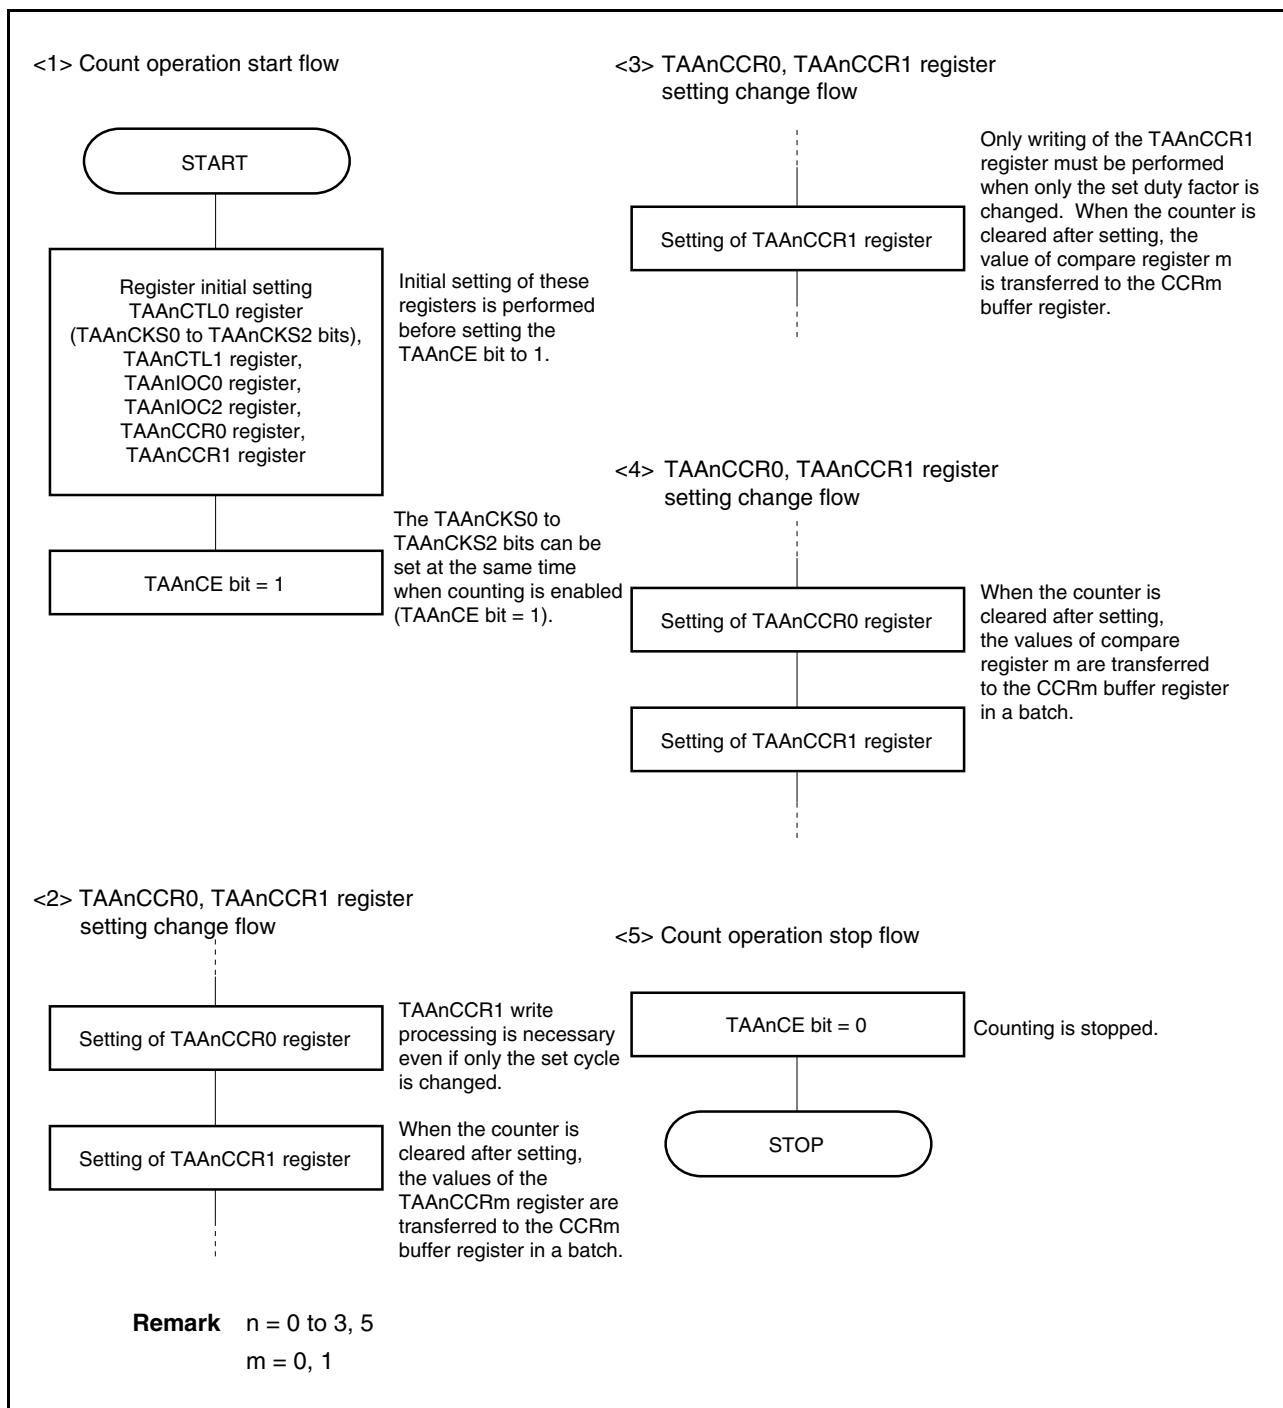 <1> Count operation start flow
START
Register initial setting
TAAnCTL0 register
(TAAnCKS0 to TAAnCKS2 bits),
TAAnCTL1 register,
TAAnIOC0 register,
TAAnIOC2 register,
TAAnCCR0 register,
TAAnCCR1 register
Initial setting of these
registers is performed
before setting the
TAAnCE bit to 1.
TAAnCE bit = 1
The TAAnCKS0 to
TAAnCKS2 bits can be
set at the same time
when counting is enabled
(TAAnCE bit = 1).
<2> TAAnCCR0, TAAnCCR1 register
setting change flow
Setting of TAAnCCR0 register
TAAnCCR1 write
processing is necessary
even if only the set cycle
is changed.
Setting of TAAnCCR1 register
When the counter is
cleared after setting,
the values of the
TAAnCCRm register are
transferred to the CCRm
buffer register in a batch.
<3> TAAnCCR0, TAAnCCR1 register
setting change flow
Setting of TAAnCCR1 register
Only writing of the TAAnCCR1
register must be performed
when only the set duty factor is
changed. When the counter is
cleared after setting, the
value of compare register m
is transferred to the CCRm
buffer register.
<4> TAAnCCR0, TAAnCCR1 register
setting change flow
Setting of TAAnCCR0 register
When the counter is
cleared after setting,
the values of compare
register m are transferred
to the CCRm buffer register
in a batch.
Setting of TAAnCCR1 register
<5> Count operation stop flow
TAAnCE bit = 0
Counting is stopped.
STOP
Remark n = 0 to 3, 5
m = 0, 1